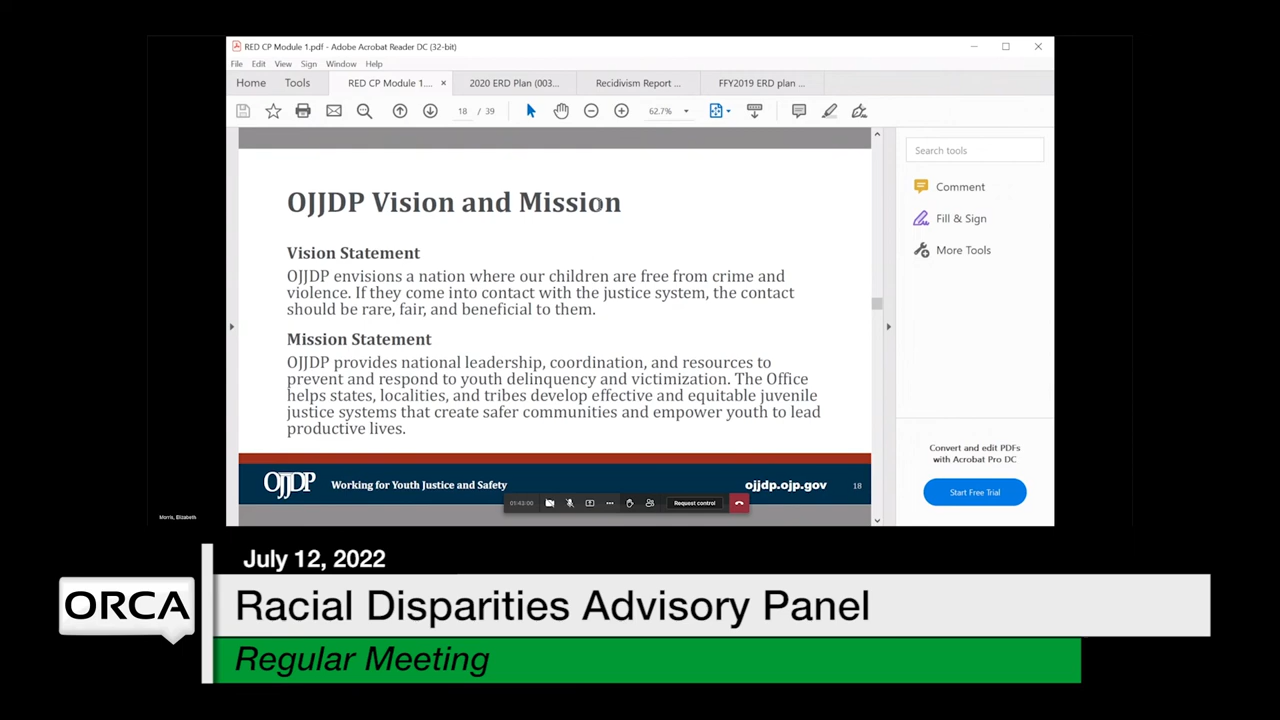 RED CP Module 1.pdf - Adobe Acrobat Reader DC (32-bit)
File Edit View Sign Window Help
Home Tools RED CP Module 1.... × 2020 ERD Plan (003... Recidivism Report ... FFY2019 ERD plan ...
18 / 39 62.7%
Search tools
Comment
Fill & Sign
More Tools
OJJDP Vision and Mission
Vision Statement
OJJDP envisions a nation where our children are free from crime and
violence. If they come into contact with the justice system, the contact
should be rare, fair, and beneficial to them.
Mission Statement
OJJDP provides national leadership, coordination, and resources to
prevent and respond to youth delinquency and victimization. The Office
helps states, localities, and tribes develop effective and equitable juvenile
justice systems that create safer communities and empower youth to lead
productive lives.
Convert and edit PDFs
with Acrobat Pro DC
Start Free Trial
OJJDP Working for Youth Justice and Safety ojjdp.ojp.gov 18
01:43:00 Request control
Morris, Elizabeth
July 12, 2022
ORCA
Racial Disparities Advisory Panel
Regular Meeting